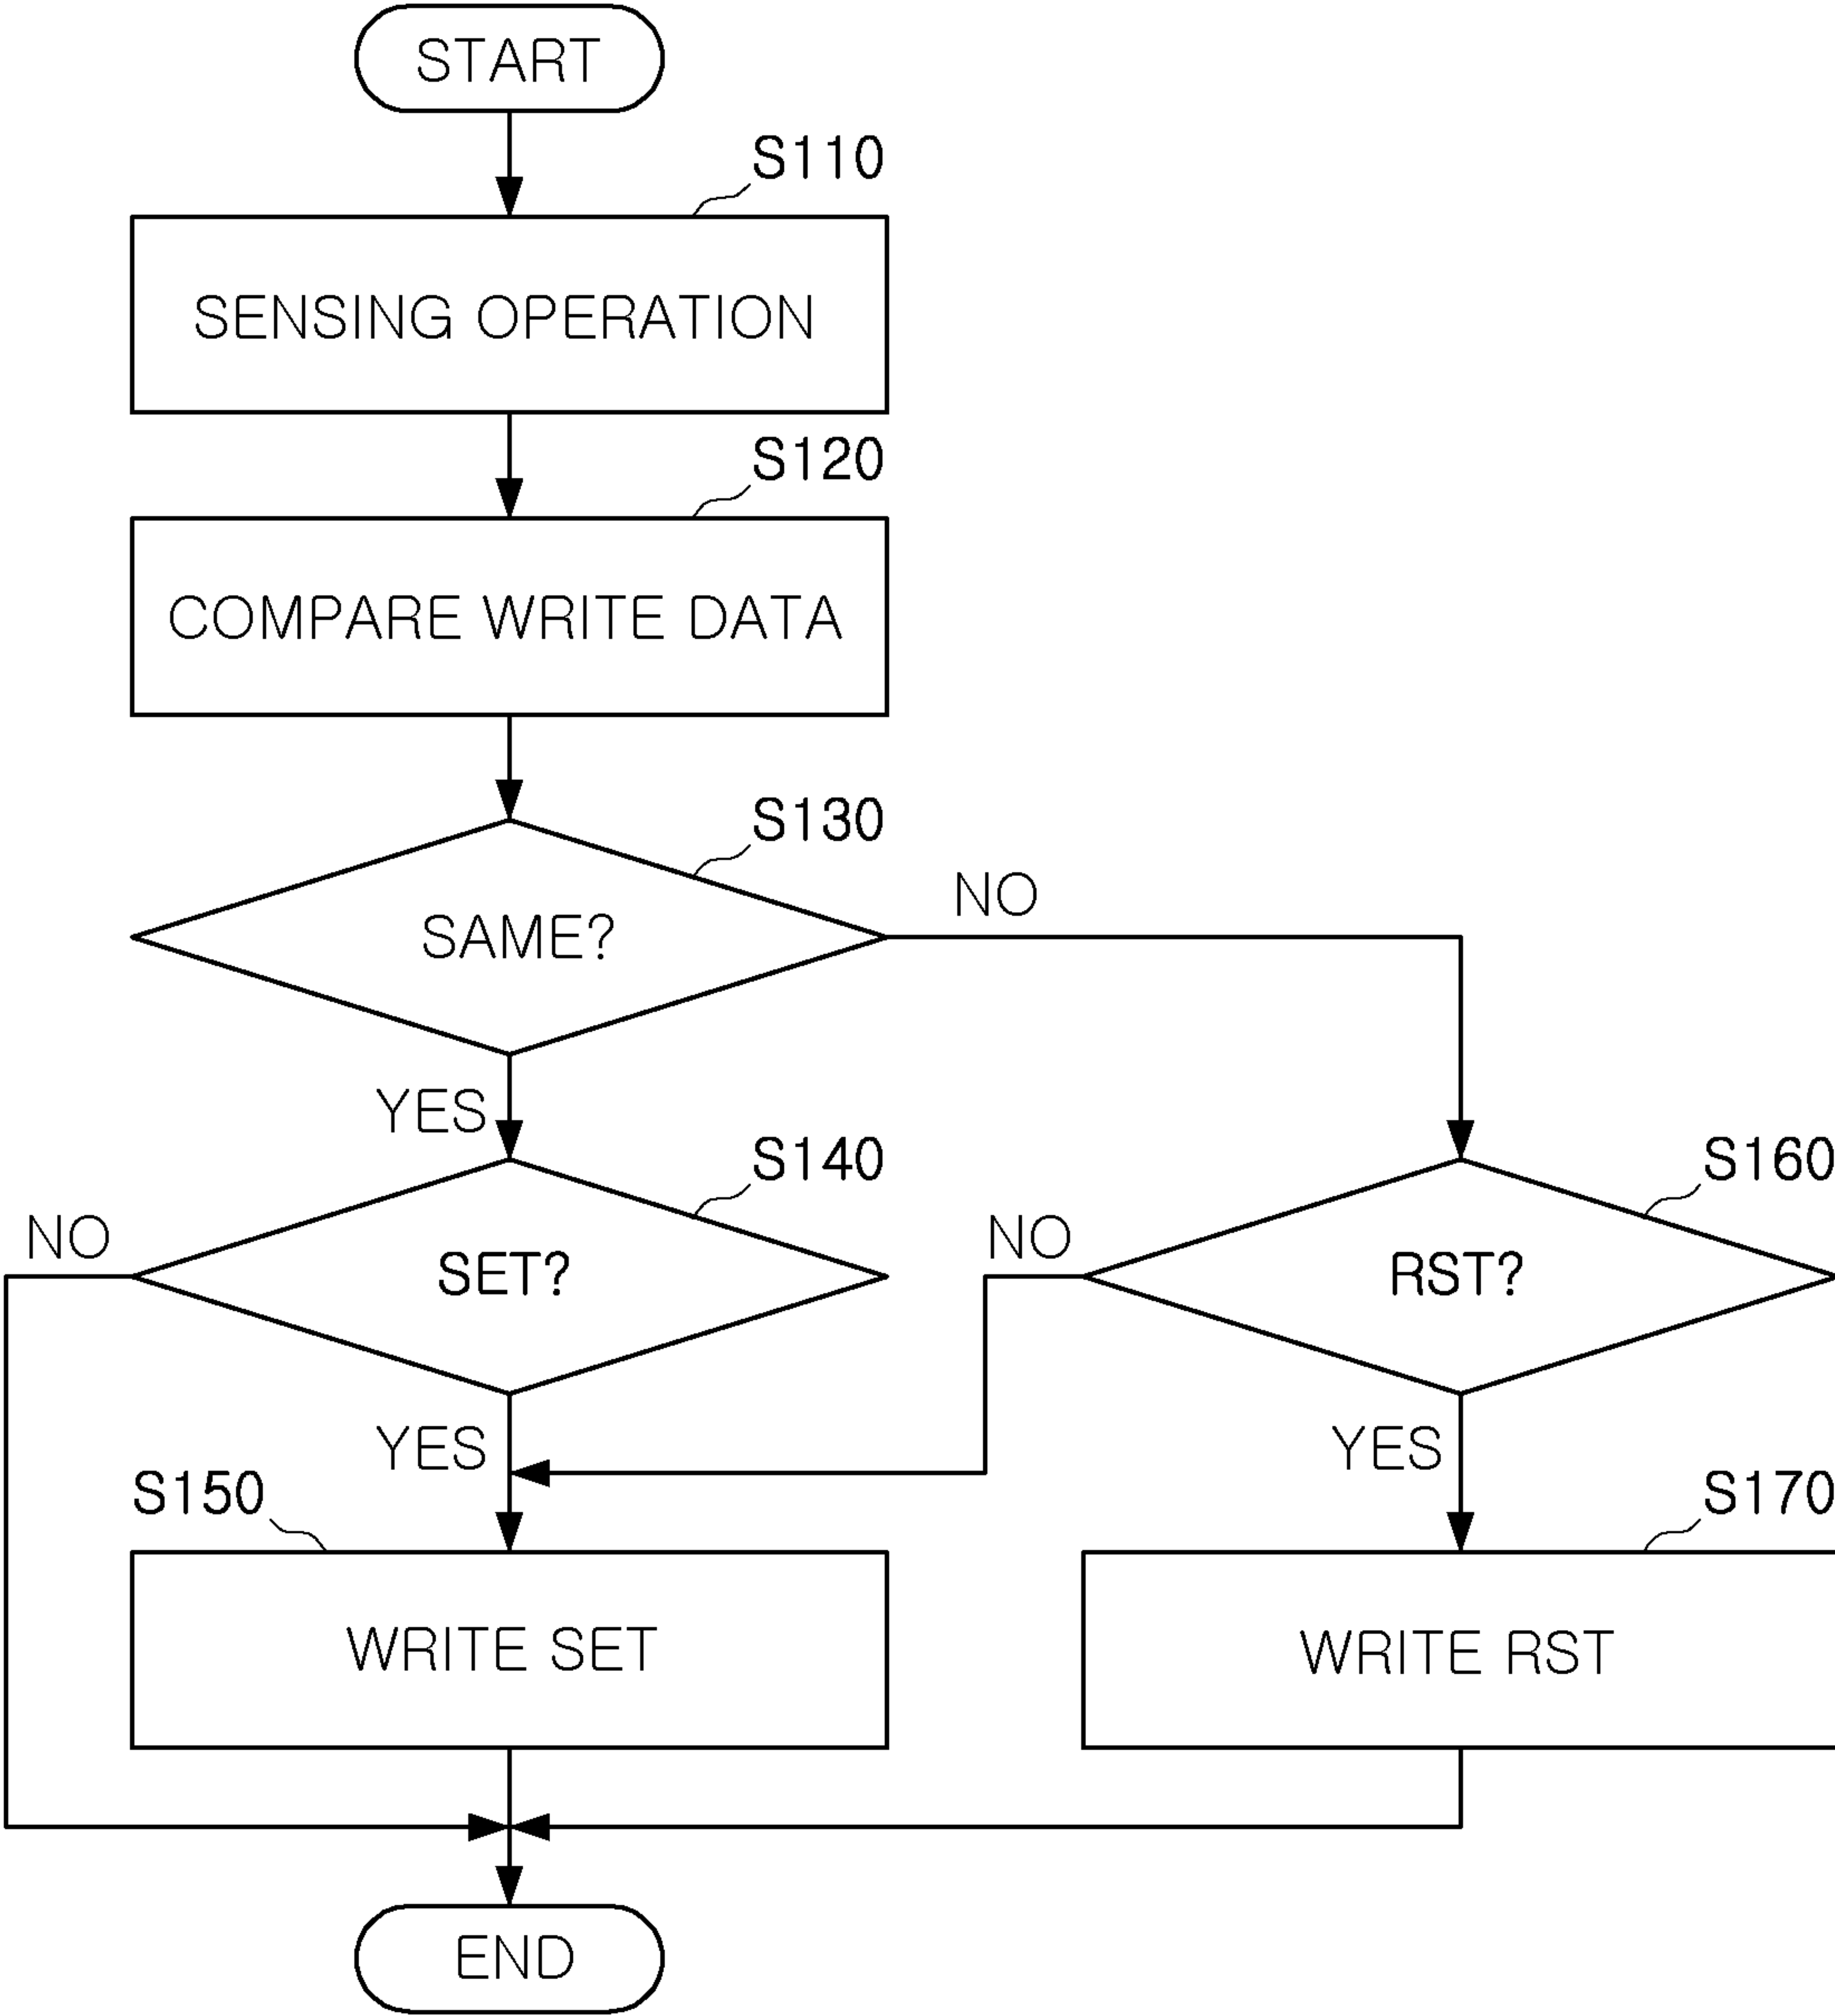 START
S110
SENSING OPERATION
S120
COMPARE WRITE DATA
S130
SAME?
NO
YES
S140
S160
NO
SET?
NO
RST?
YES
YES
S150
S170
WRITE SET
WRITE RST
END